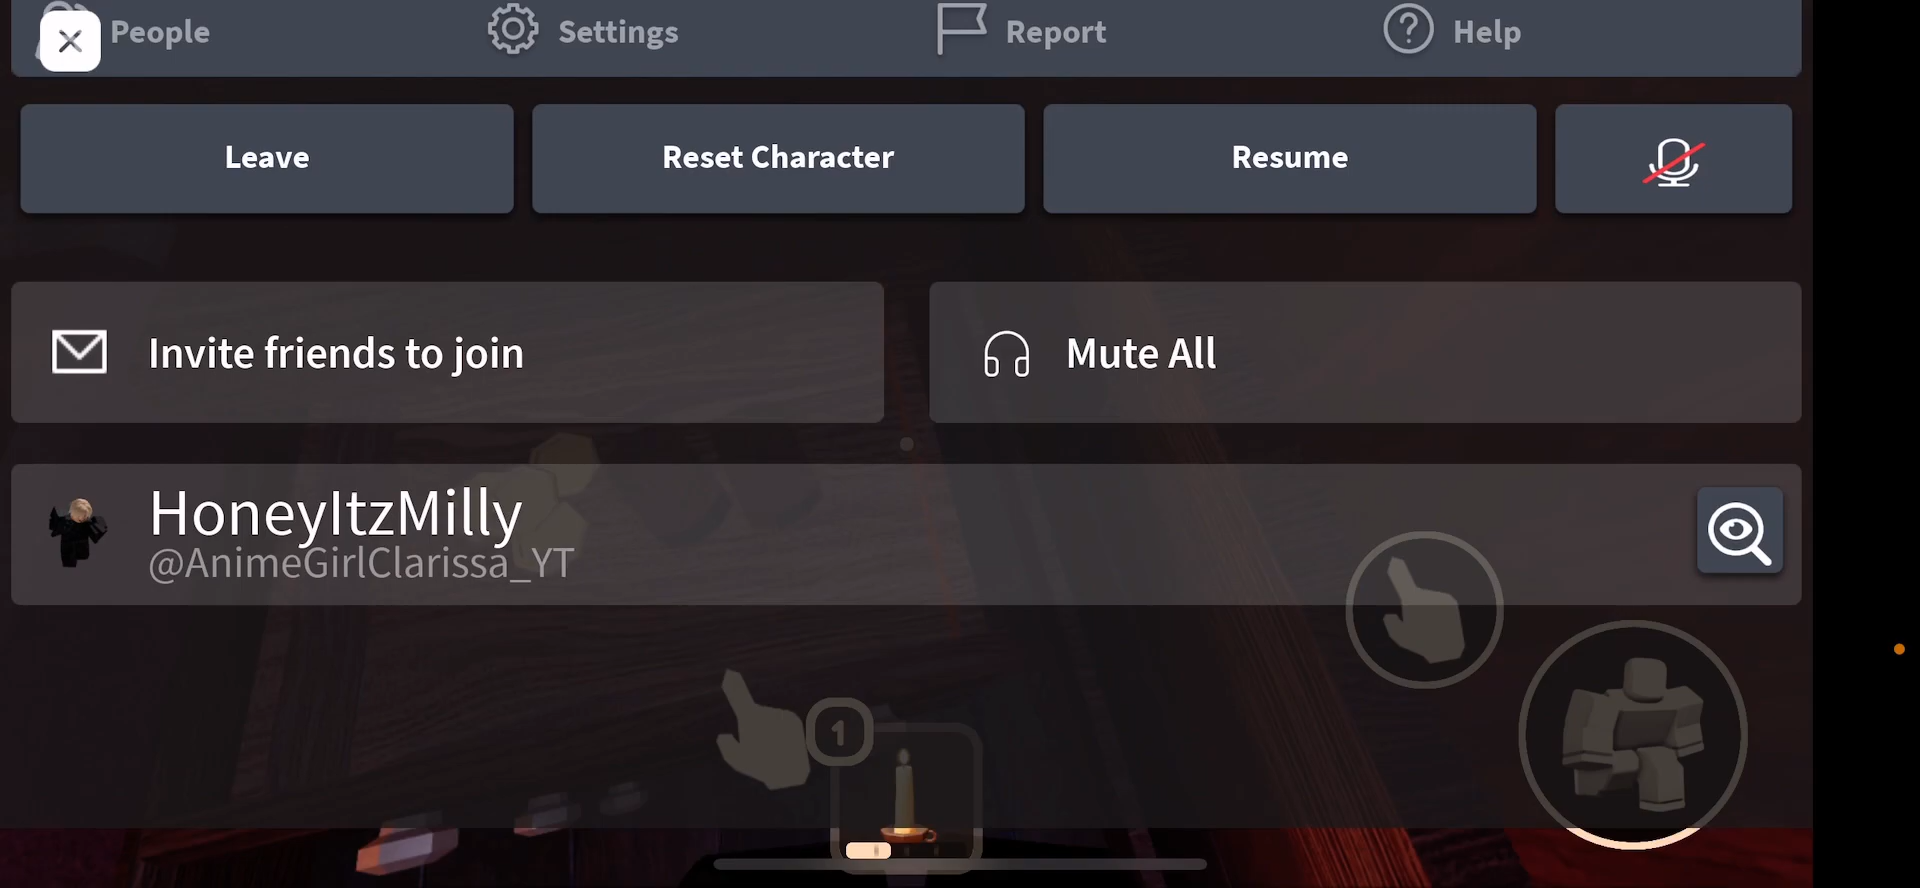 People
Settings
Report
Help
Leave
Reset Character
Resume
Invite friends to join
Mute All
HoneyItzMilly
@AnimeGirlClarissa_YT
1